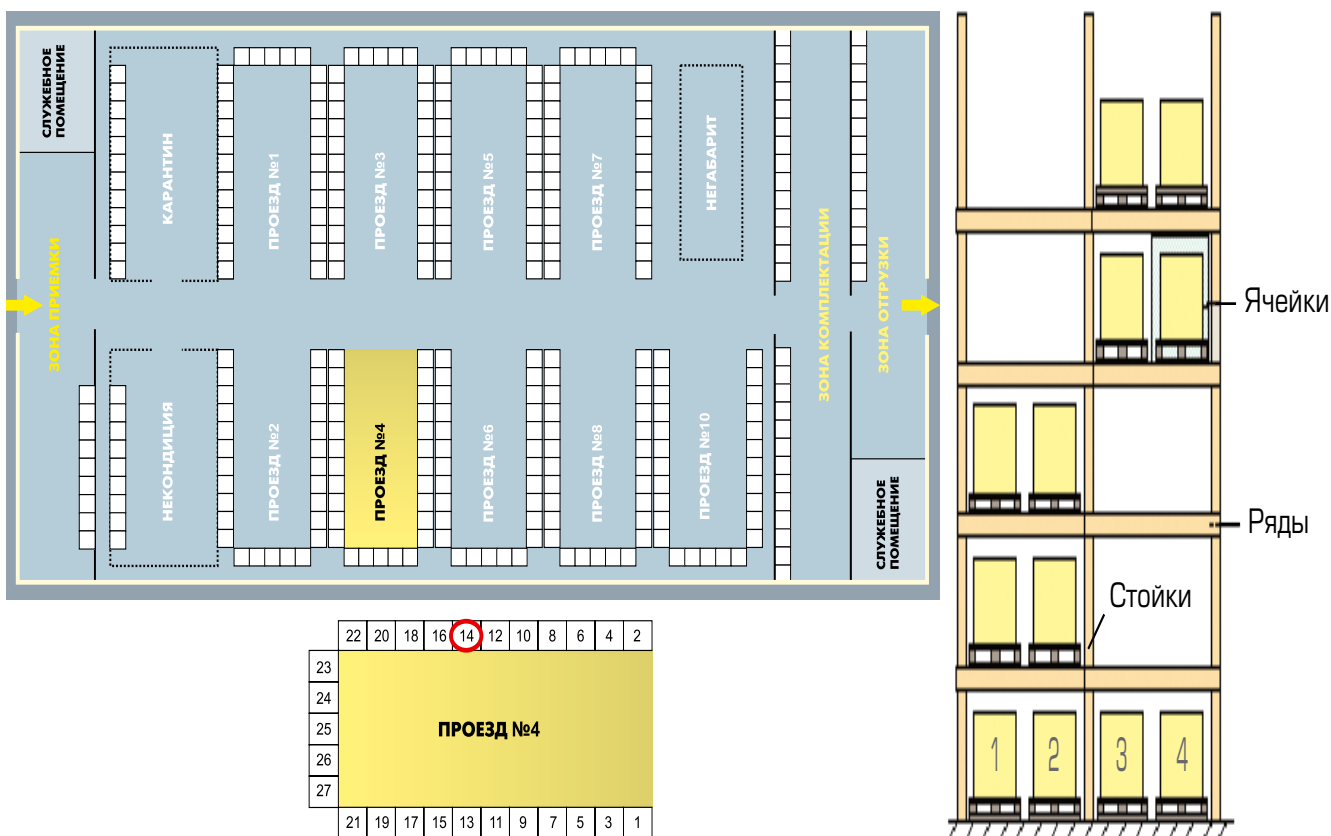 СЛУЖЕБНОЕ
ПОМЕЩЕНИЕ
ЗОНА ПРИЕМКИ
КАРАНТИН
ПРОЕЗД №1
ПРОЕЗД №3
ПРОЕЗД №5
ПРОЕЗД №7
НЕГАБАРИТ
ЗОНА КОМПЛЕКТАЦИИ
ЗОНА ОТГРУЗКИ
НЕКОНДИЦИЯ
ПРОЕЗД №2
ПРОЕЗД №4
ПРОЕЗД №6
ПРОЕЗД №8
ПРОЕЗД №10
СЛУЖЕБНОЕ
ПОМЕЩЕНИЕ
22 20 18 16 14 12 10 8 6 4 2
23
24
25
26
27
ПРОЕЗД №4
21 19 17 15 13 11 9 7 5 3 1
Ячейки
Ряды
Стойки
1 2 3 4